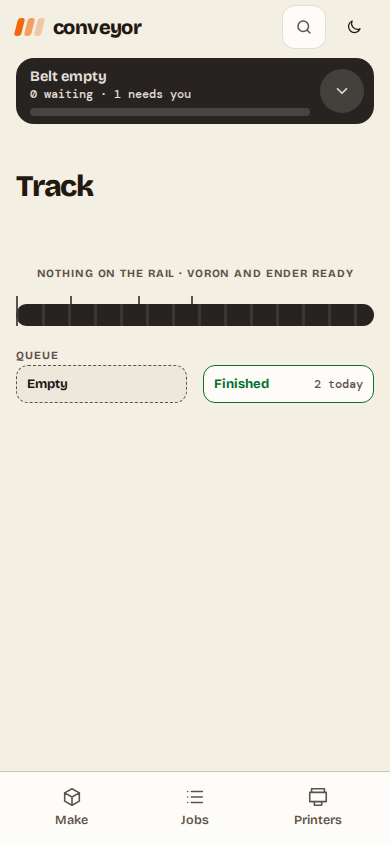 conveyor
Belt empty
0 waiting · 1 needs you
Track
NOTHING ON THE RAIL · VORON AND ENDER READY
QUEUE
Empty
Finished 2 today
Make Jobs Printers